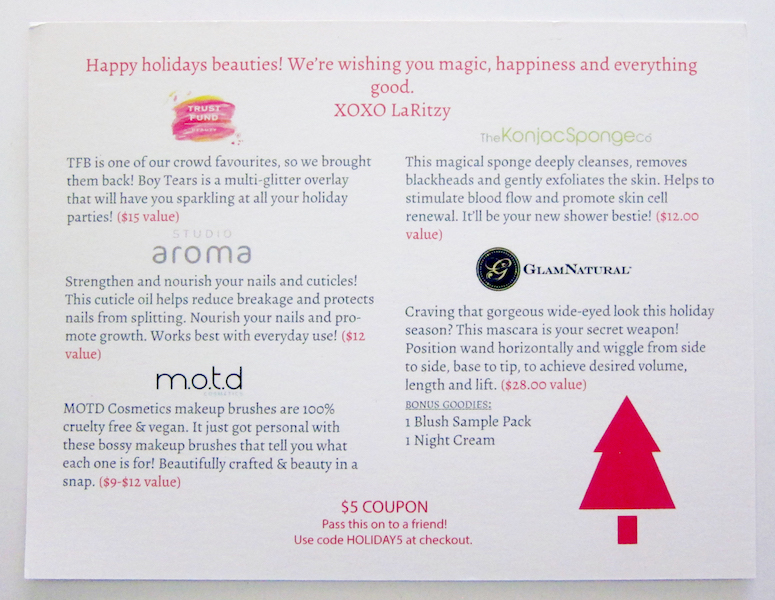 Happy holidays beauties! We're wishing you magic, happiness and everything
good.
XOXO LaRitzy
TRUST
FUND
TFB is one of our crowd favourites, so we brought
them back! Boy Tears is a multi-glitter overlay
that will have you sparkling at all your holiday
parties! ($15 value)
STUDIO
aroma
Strengthen and nourish your nails and cuticles!
This cuticle oil helps reduce breakage and protects
nails from splitting. Nourish your nails and pro-
mote growth. Works best with everyday use! ($12
value)
m.o.t.d
COSMETICS
MOTD Cosmetics makeup brushes are 100%
cruelty free & vegan. It just got personal with
these bossy makeup brushes that tell you what
each one is for! Beautifully crafted & beauty in a
snap. ($9-$12 value)
TheKonjacSpongeCo
This magical sponge deeply cleanses, removes
blackheads and gently exfoliates the skin. Helps to
stimulate blood flow and promote skin cell
renewal. It'll be your new shower bestie! ($12.00
value)
G GLAMNATURAL
Craving that gorgeous wide-eyed look this holiday
season? This mascara is your secret weapon!
Position wand horizontally and wiggle from side
to side, base to tip, to achieve desired volume,
length and lift. ($28.00 value)
BONUS GOODIES:
1 Blush Sample Pack
1 Night Cream
$5 COUPON
Pass this on to a friend!
Use code HOLIDAY5 at checkout.